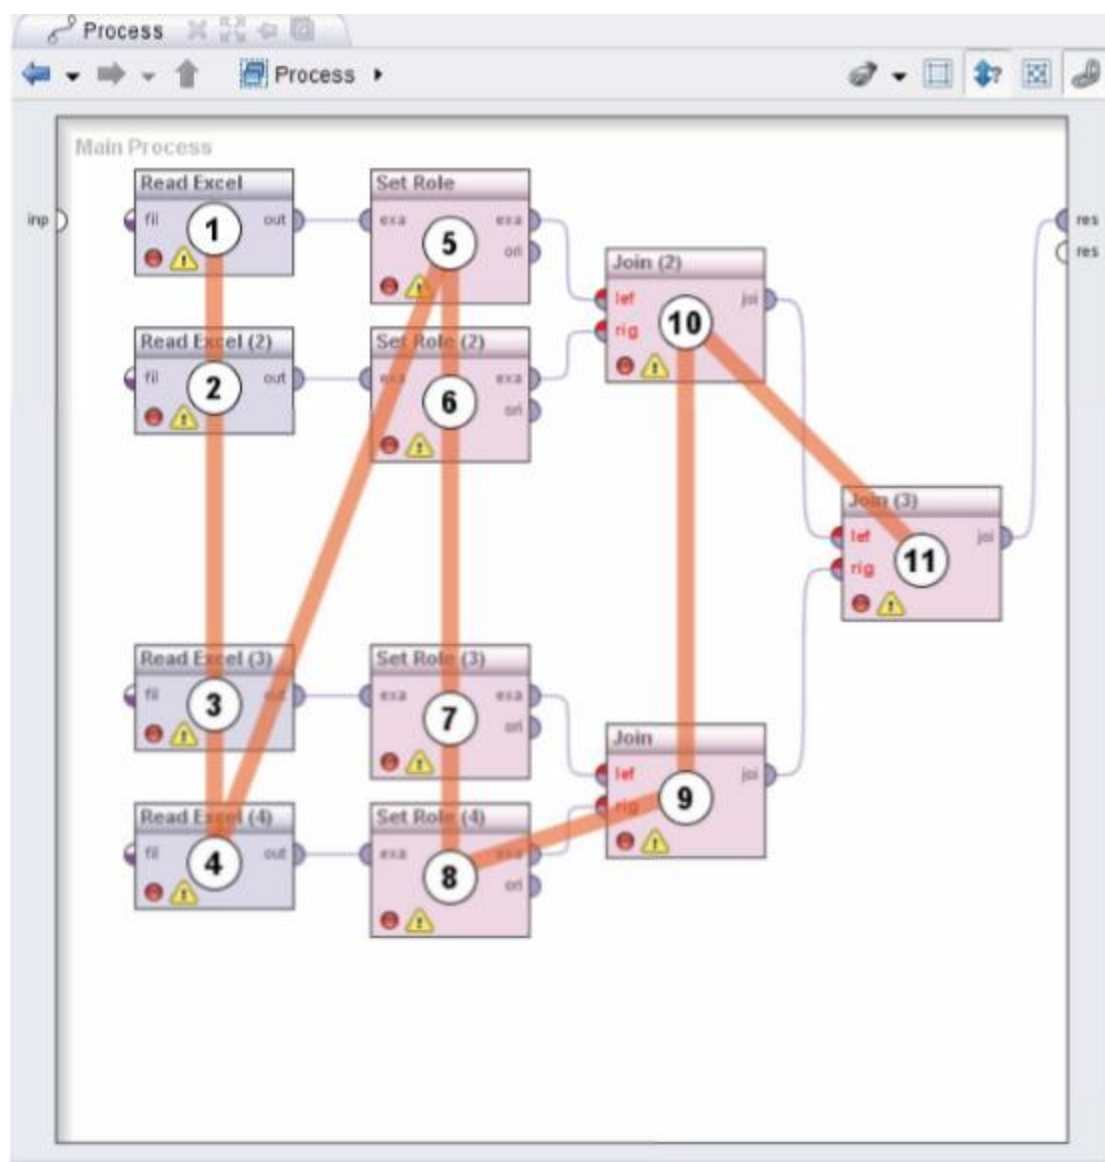 Process
Process
Main Process
inp
Read Excel
fil
1
out
Set Role
exa
5
exa
ori
res
res
Join (2)
lef
rig
10
joi
Read Excel (2)
fil
2
out
Set Role (2)
exa
6
exa
ori
Join (3)
lef
rig
11
joi
Read Excel (3)
fil
3
out
Set Role (3)
exa
7
exa
ori
Join
lef
rig
9
joi
Read Excel (4)
fil
4
out
Set Role (4)
exa
8
exa
ori